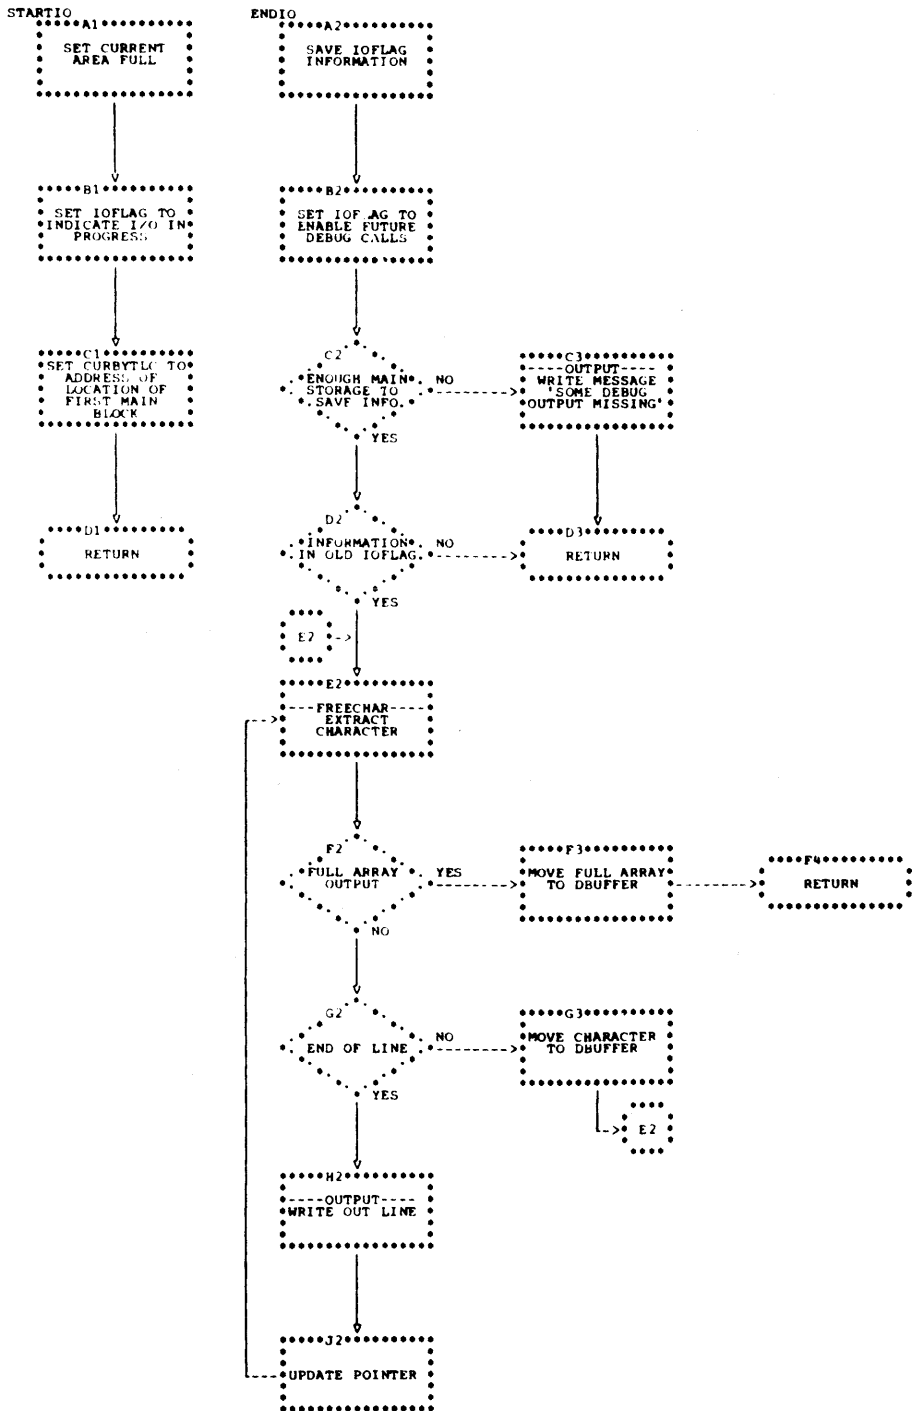 STARTIO
A1
SET CURRENT
AREA FULL
B1
SET IOFLAG TO
INDICATE I/O IN
PROGRESS
C1
SET CURBYTLC TO
ADDRESS OF
LOCATION OF
FIRST MAIN
BLOCK
D1
RETURN
ENDIO
A2
SAVE IOFLAG
INFORMATION
B2
SET IOF AG TO
ENABLE FUTURE
DEBUG CALLS
C2
ENOUGH MAIN
STORAGE TO
SAVE INFO.
NO
YES
C3
OUTPUT
WRITE MESSAGE
'SOME DEBUG
OUTPUT MISSING'
D2
INFORMATION
IN OLD IOFLAG
NO
YES
D3
RETURN
E2
E2
FREECHAR
EXTRACT
CHARACTER
F2
FULL ARRAY
OUTPUT
YES
NO
F3
MOVE FULL ARRAY
TO DBUFFER
F4
RETURN
G2
END OF LINE
NO
YES
G3
MOVE CHARACTER
TO DBUFFER
E2
H2
OUTPUT
WRITE OUT LINE
J2
UPDATE POINTER